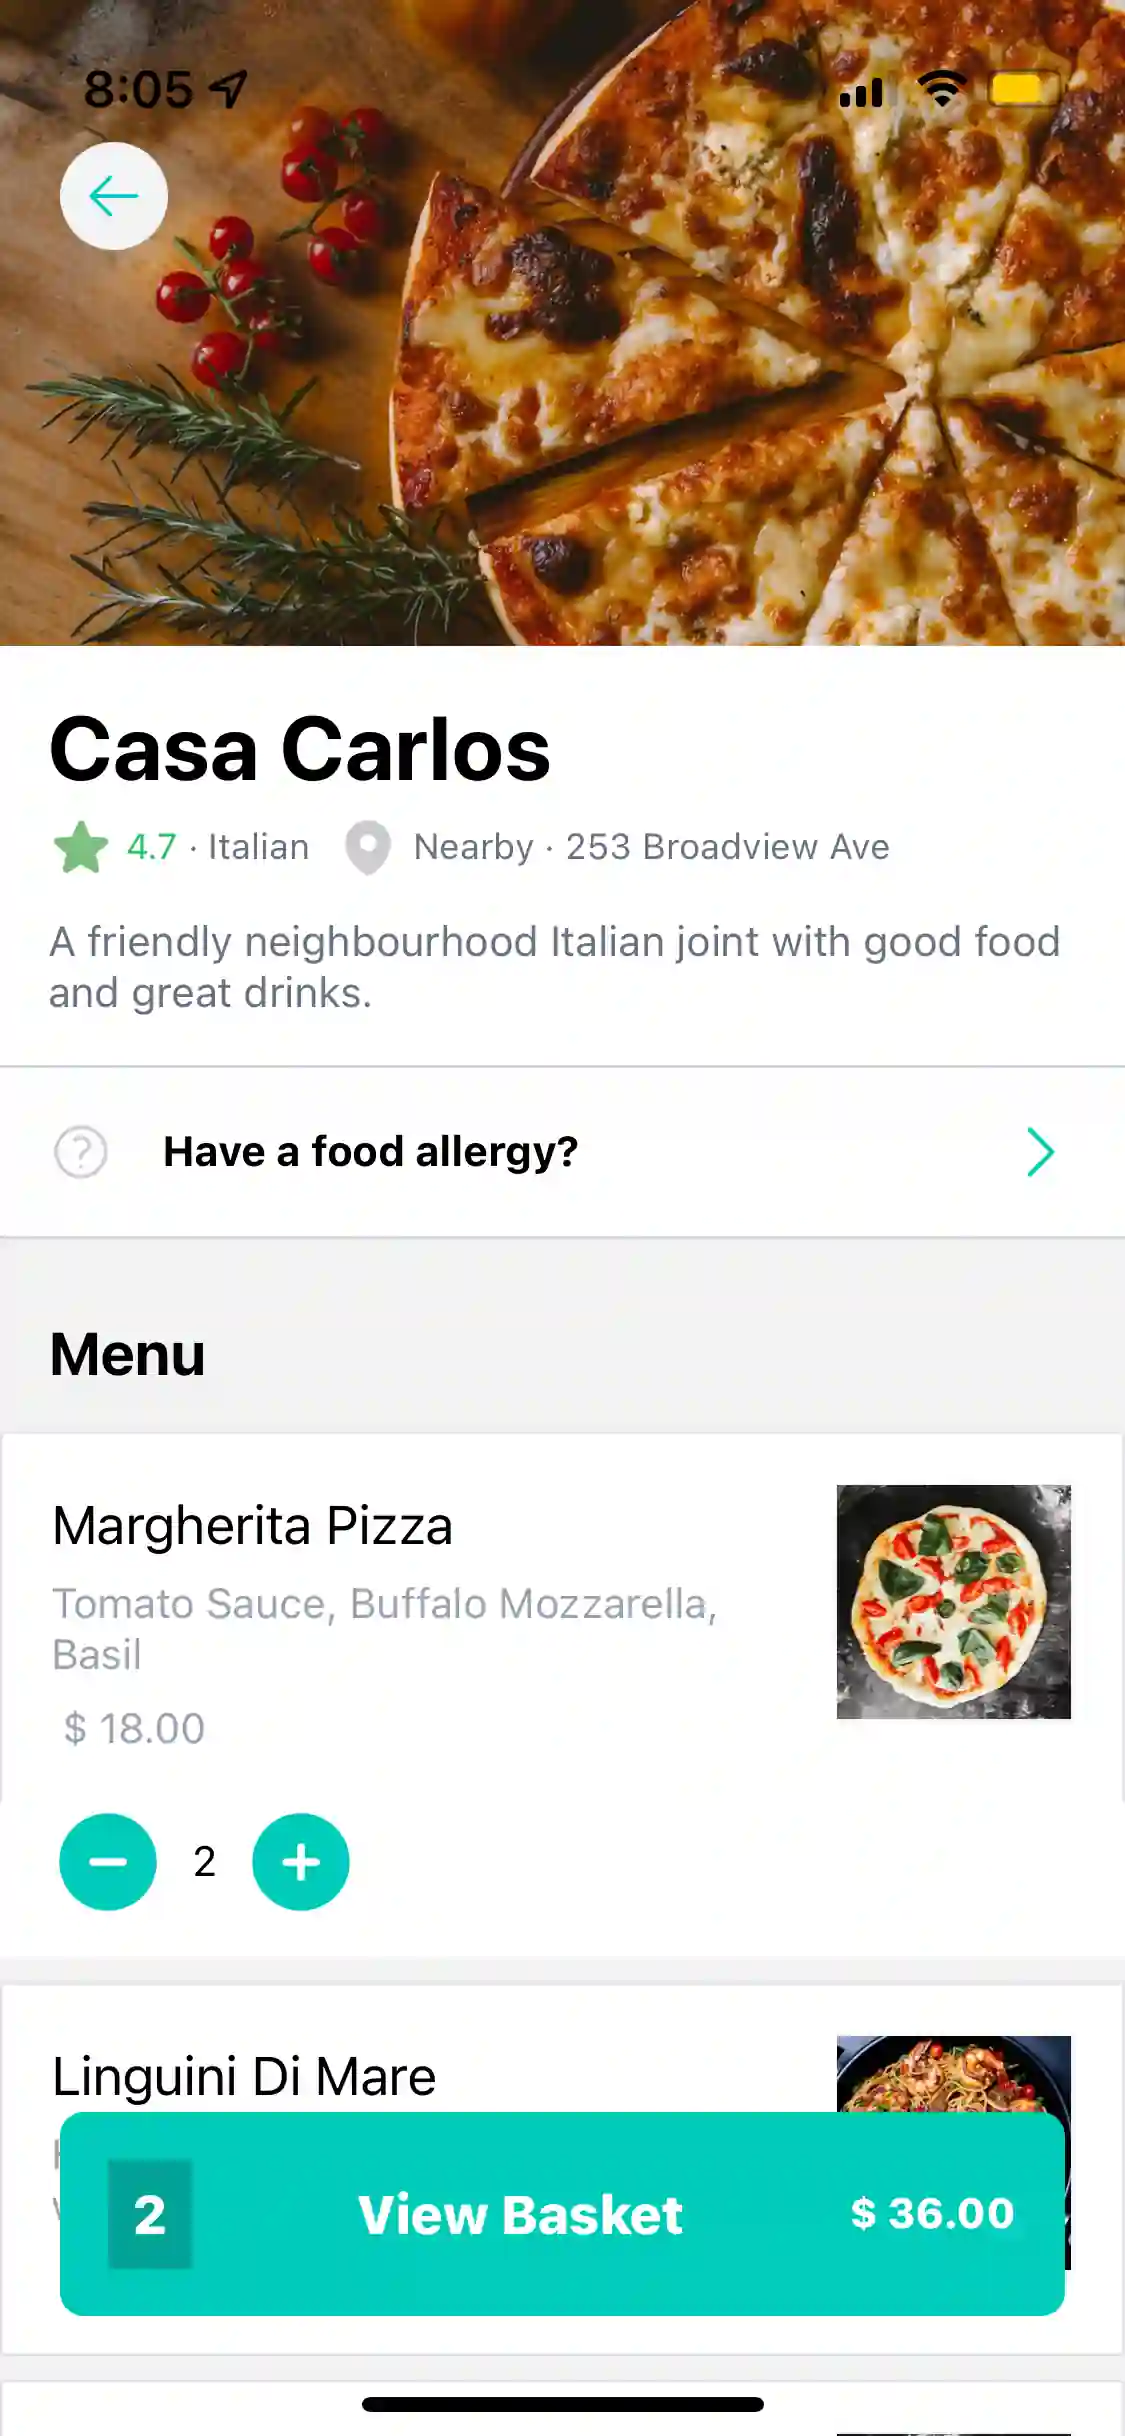 8:05
Casa Carlos
4.7 · Italian Nearby · 253 Broadview Ave
A friendly neighbourhood Italian joint with good food
and great drinks.
Have a food allergy?
Menu
Margherita Pizza
Tomato Sauce, Buffalo Mozzarella,
Basil
$ 18.00
2
Linguini Di Mare
2 View Basket $ 36.00